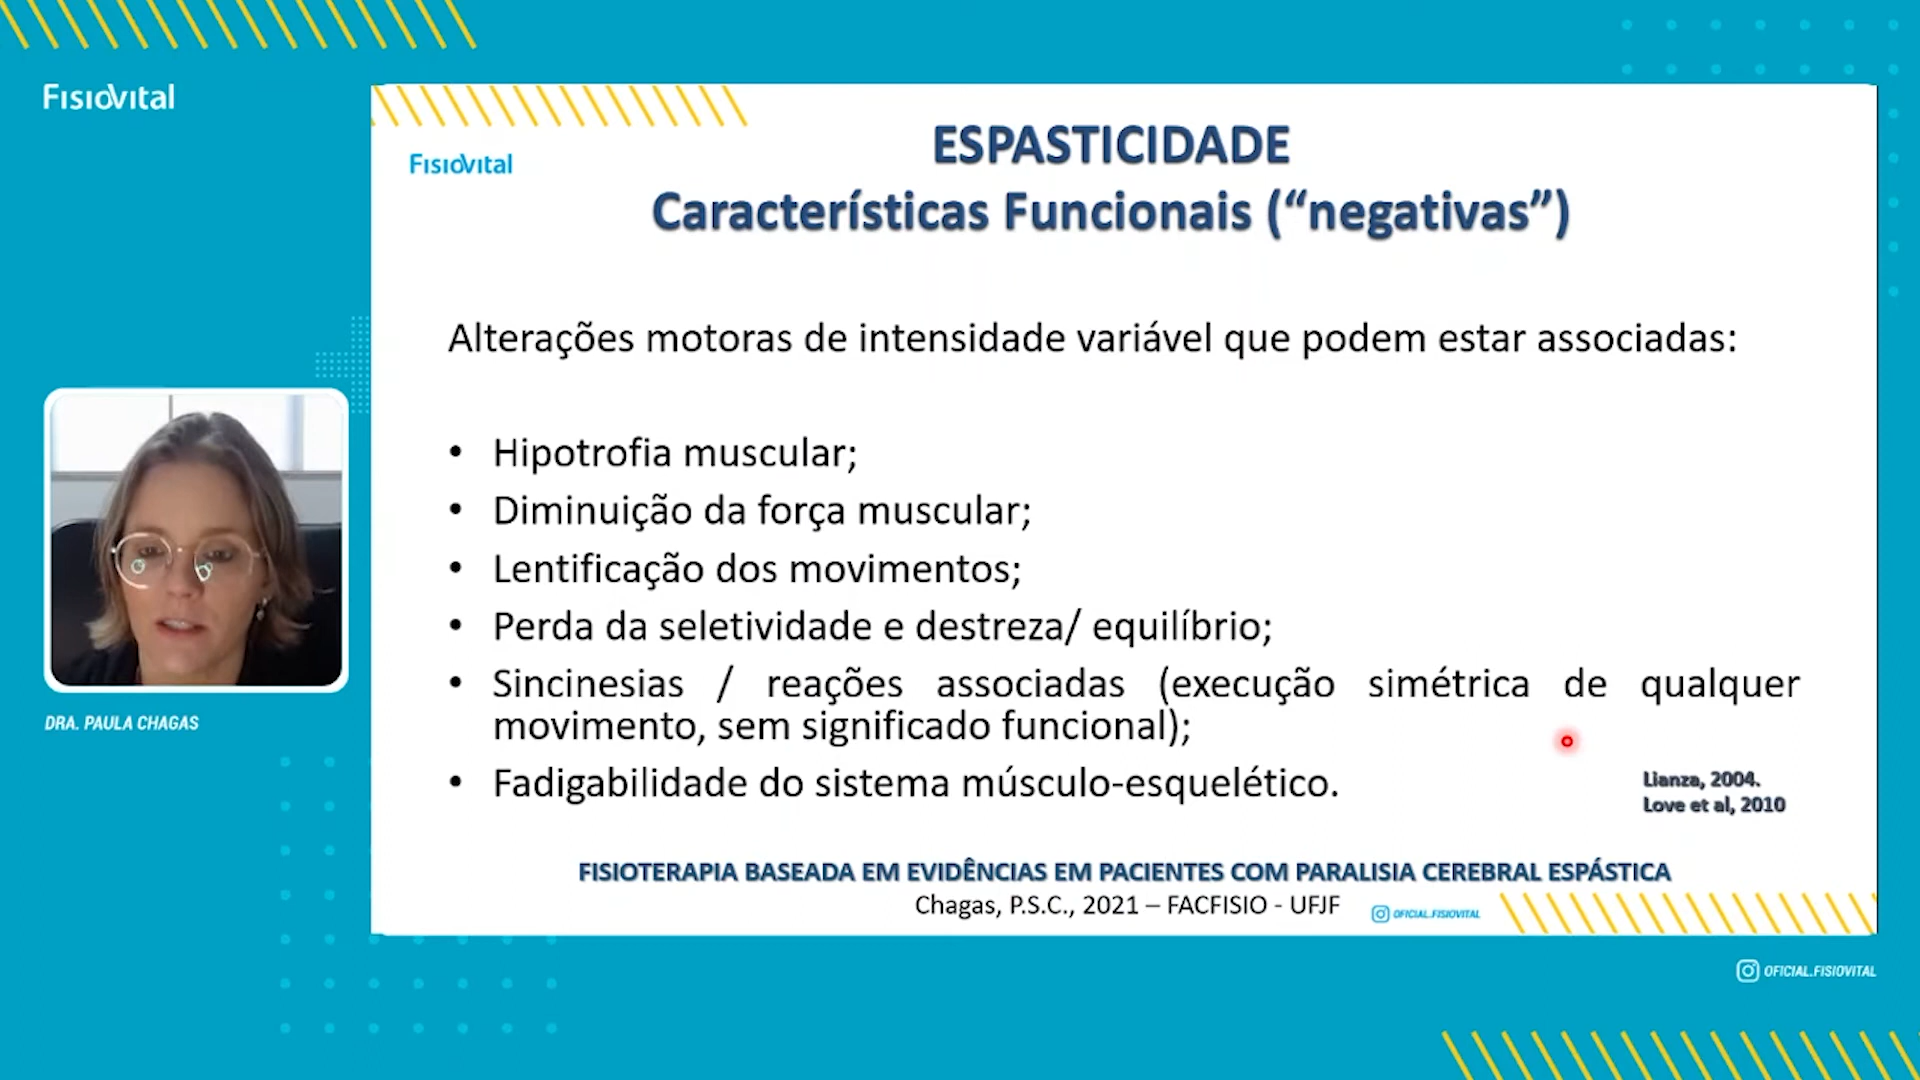 FisioVital
FisioVital
ESPASTICIDADE
Características Funcionais (“negativas”)
Alterações motoras de intensidade variável que podem estar associadas:
• Hipotrofia muscular;
• Diminuição da força muscular;
• Lentificação dos movimentos;
• Perda da seletividade e destreza/ equilíbrio;
• Sincinesias / reações associadas (execução simétrica de qualquer
movimento, sem significado funcional);
• Fadigabilidade do sistema músculo-esquelético.
Lianza, 2004.
Love et al, 2010
DRA. PAULA CHAGAS
FISIOTERAPIA BASEADA EM EVIDÊNCIAS EM PACIENTES COM PARALISIA CEREBRAL ESPÁSTICA
Chagas, P.S.C., 2021 – FACFISIO - UFJF
OFICIAL.FISIOVITAL
OFICIAL.FISIOVITAL